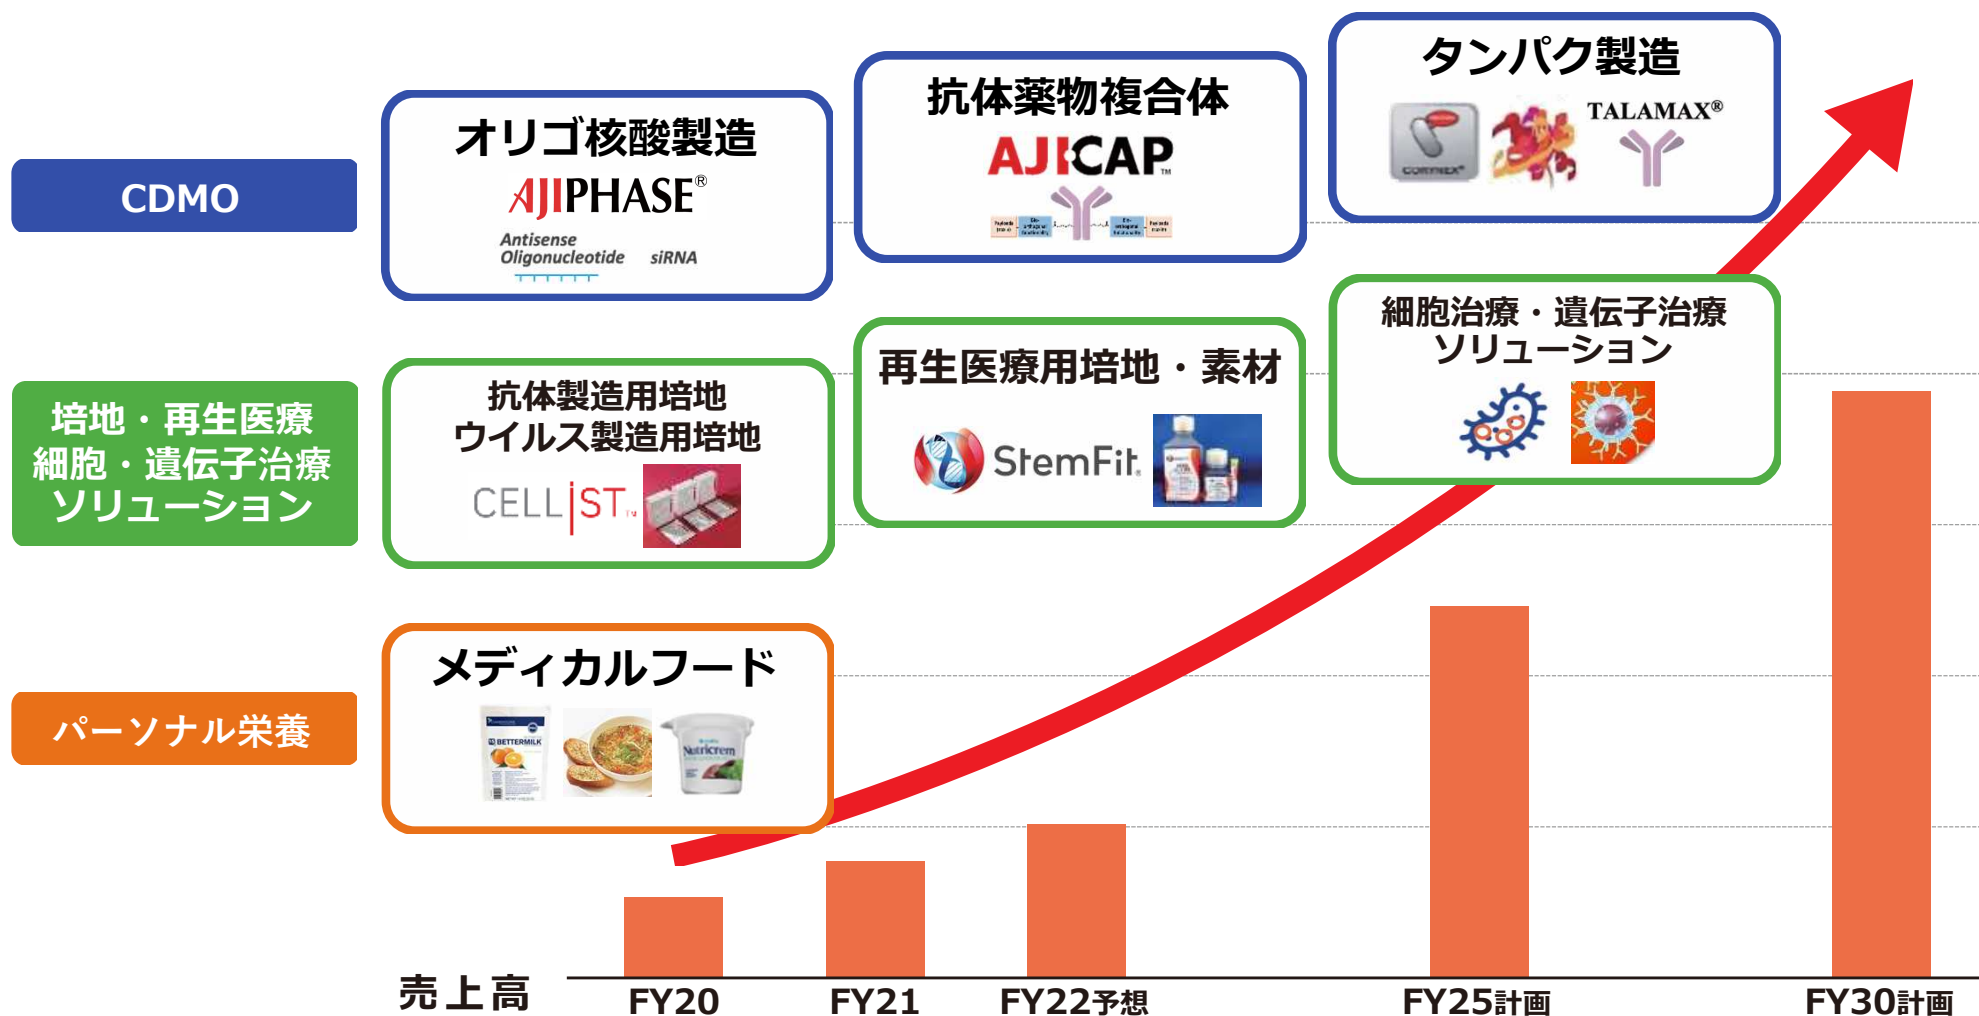 CDMO
オリゴ核酸製造
AJIPHASE®
Antisense
Oligonucleotide siRNA
抗体薬物複合体
AJICAP™
タンパク製造
CORYNEX®
TALAMAX®
培地・再生医療
細胞・遺伝子治療
ソリューション
抗体製造用培地
ウイルス製造用培地
CELLiST™
再生医療用培地・素材
StemFit®
細胞治療・遺伝子治療
ソリューション
パーソナル栄養
メディカルフード
BETTERMILK
Nutricrem
売上高
FY20
FY21
FY22予想
FY25計画
FY30計画